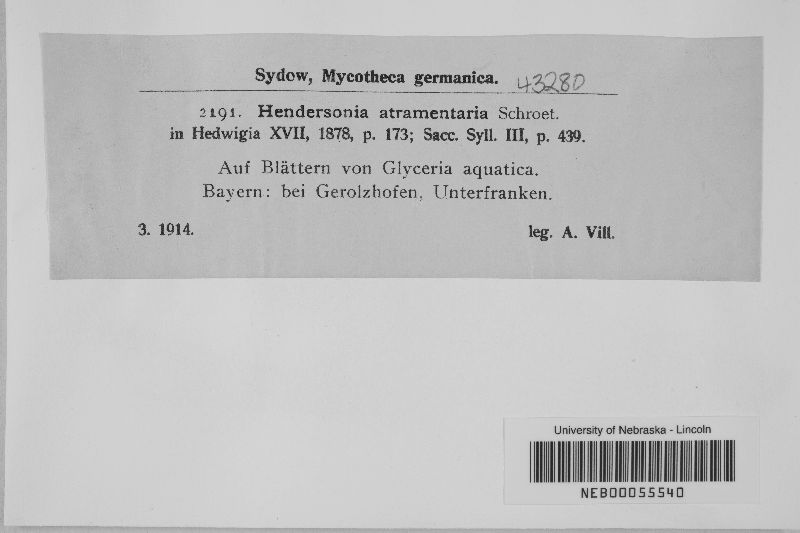 Sydow, Mycotheca germanica. 43280
2191. Hendersonia atramentaria Schroet.
in Hedwigia XVII, 1878, p. 173; Sacc. Syll. III, p. 439.
Auf Blättern von Glyceria aquatica.
Bayern: bei Gerolzhofen, Unterfranken.
3. 1914. leg. A. Vill.
University of Nebraska - Lincoln
NEB00055540